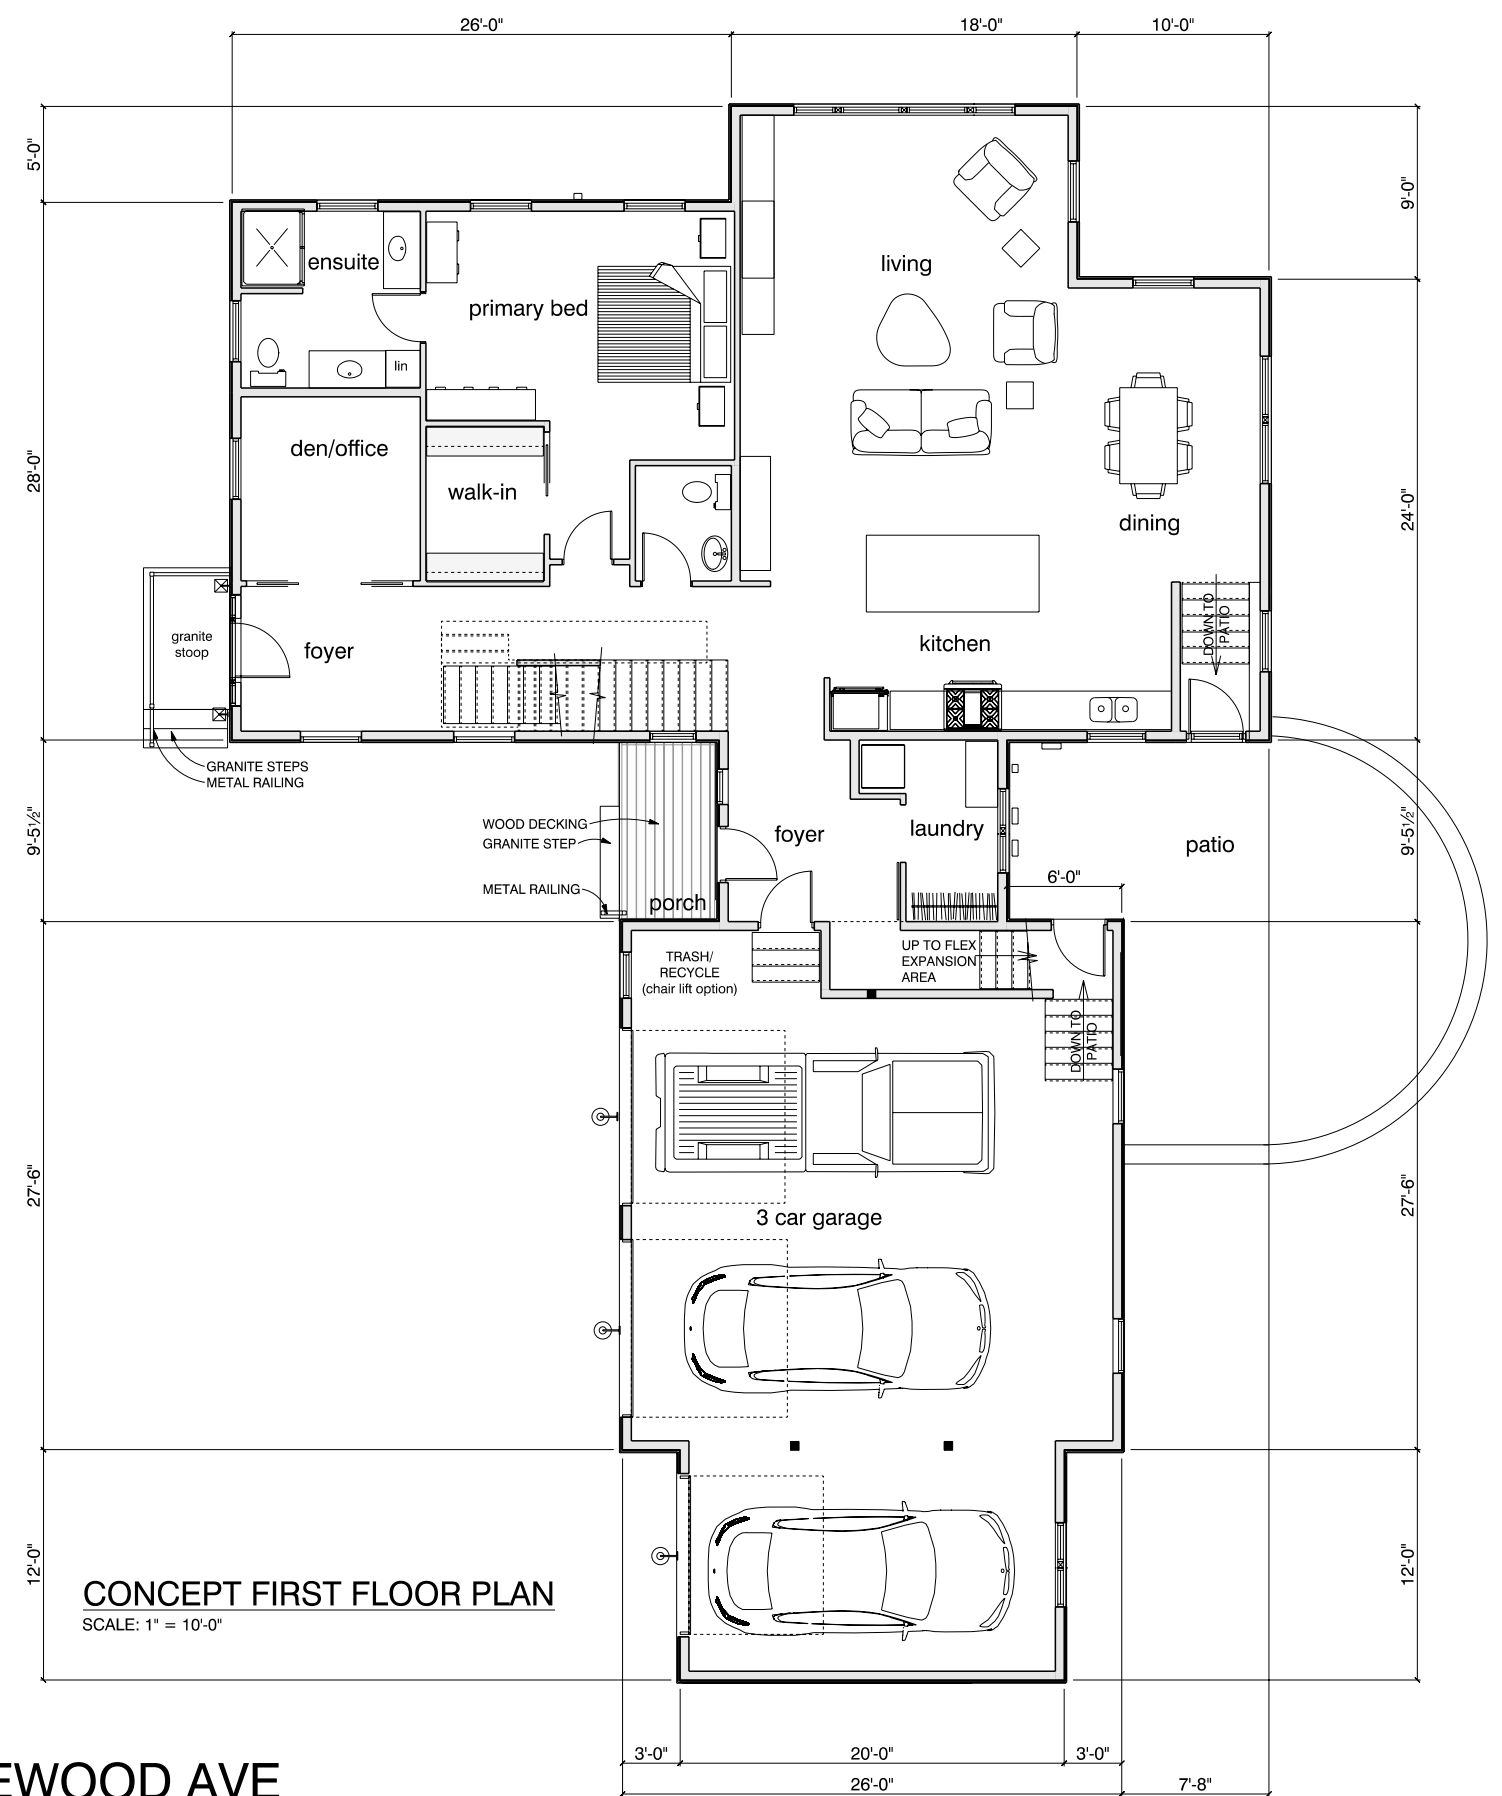 26'-0"
18'-0"
10'-0"
5'-0"
9'-0"
ensuite
living
primary bed
lin
den/office
28'-0"
walk-in
24'-0"
dining
DOWN TO
PATIO
granite
stoop
foyer
kitchen
GRANITE STEPS
METAL RAILING
9'-5½"
WOOD DECKING
GRANITE STEP
foyer
laundry
patio
9'-5½"
METAL RAILING
porch
6'-0"
TRASH/
RECYCLE
(chair lift option)
UP TO FLEX
EXPANSION
AREA
DOWN TO
PATIO
27'-6"
27'-6"
3 car garage
12'-0"
12'-0"
CONCEPT FIRST FLOOR PLAN
SCALE: 1" = 10'-0"
3'-0"
20'-0"
3'-0"
EWOOD AVE
26'-0"
7'-8"